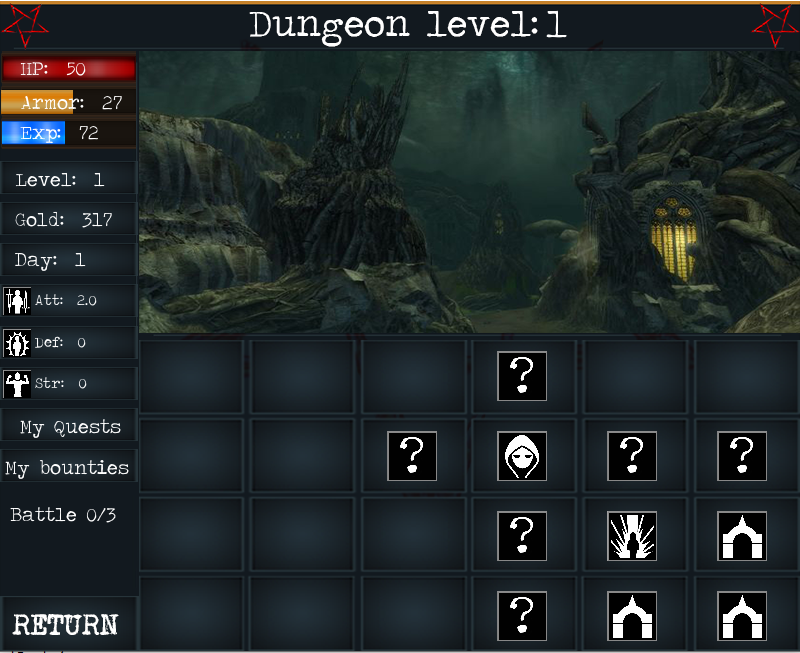 Dungeon level:1
HP: 50
Armor: 27
Exp: 72
Level: 1
Gold: 317
Day: 1
Att: 2.0
Def: 0
Str: 0
My Quests
My bounties
Battle 0/3
RETURN
?
? ? ?
?
?